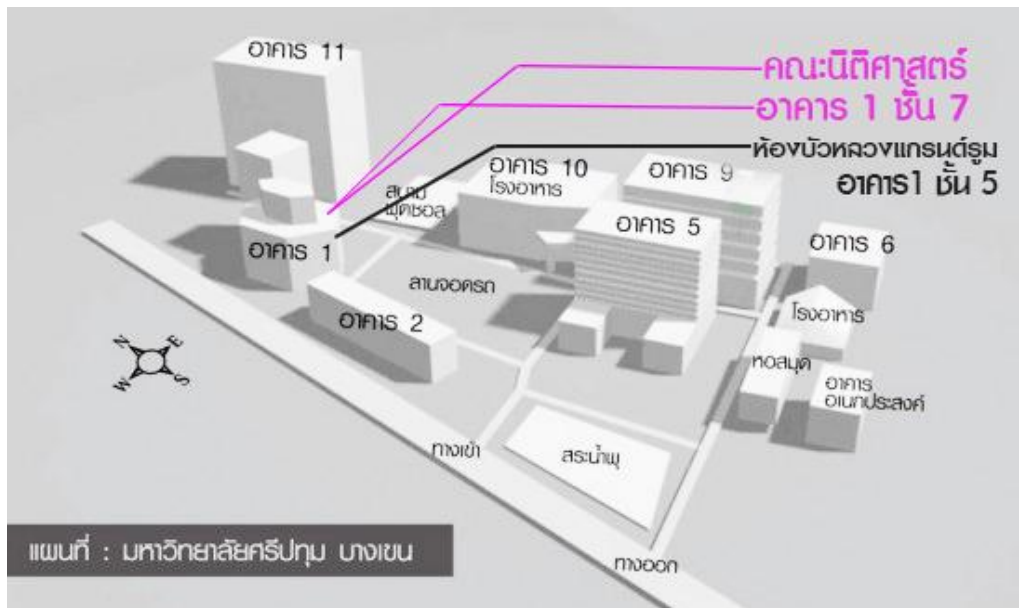 อาคาร 11
คณะนิติศาสตร์
อาคาร 1 ชั้น 7
ห้องบัวหลวงแกรนด์รูม
อาคาร1 ชั้น 5
อาคาร 10
โรงอาหาร
อาคาร 9
สนาม
ฟุตซอล
อาคาร 5
อาคาร 6
อาคาร 1
ลานจอดรถ
อาคาร 2
โรงอาหาร
หอสมุด
อาคาร
อเนกประสงค์
N
E
W
S
ทางเข้า
สระน้ำพุ
ทางออก
แผนที่ : มหาวิทยาลัยศรีปทุม บางเขน